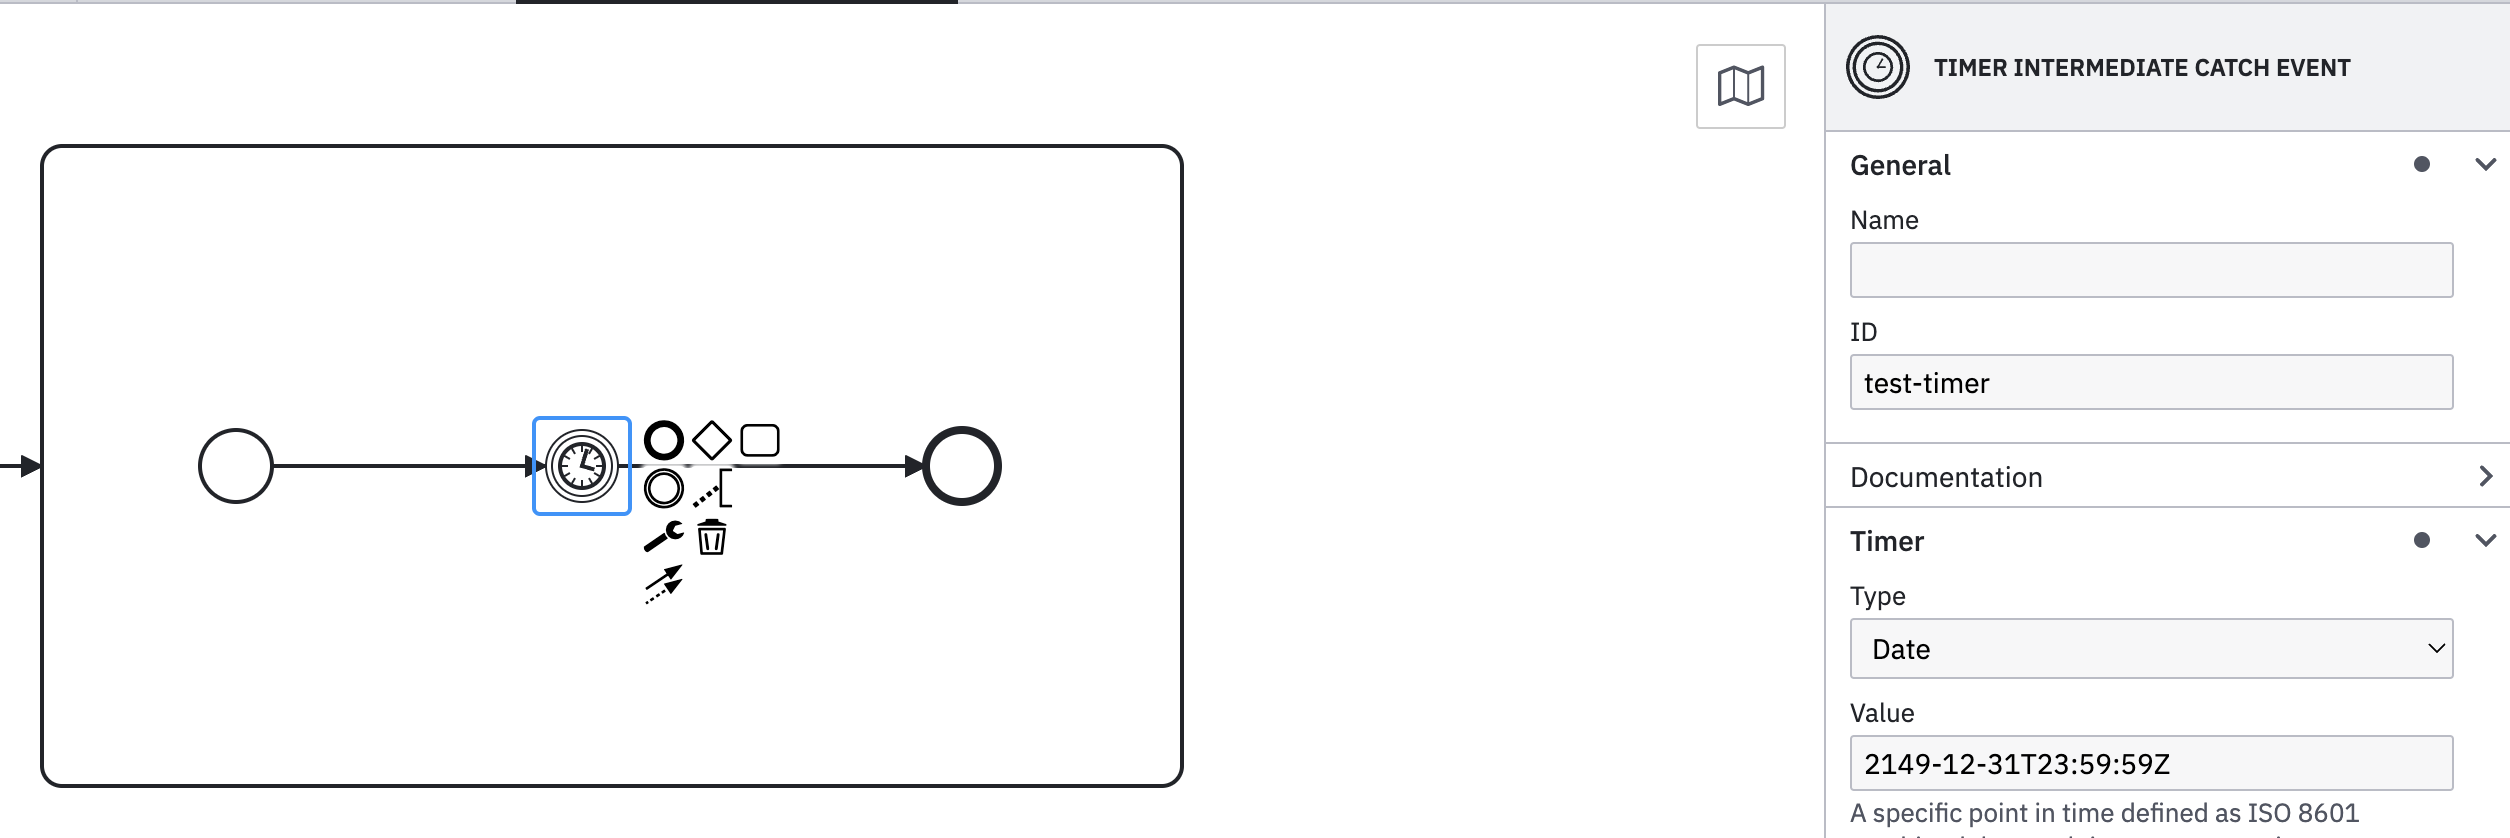 TIMER INTERMEDIATE CATCH EVENT
General
Name
ID
test-timer
Documentation
Timer
Type
Date
Value
2149-12-31T23:59:59Z
A specific point in time defined as ISO 8601